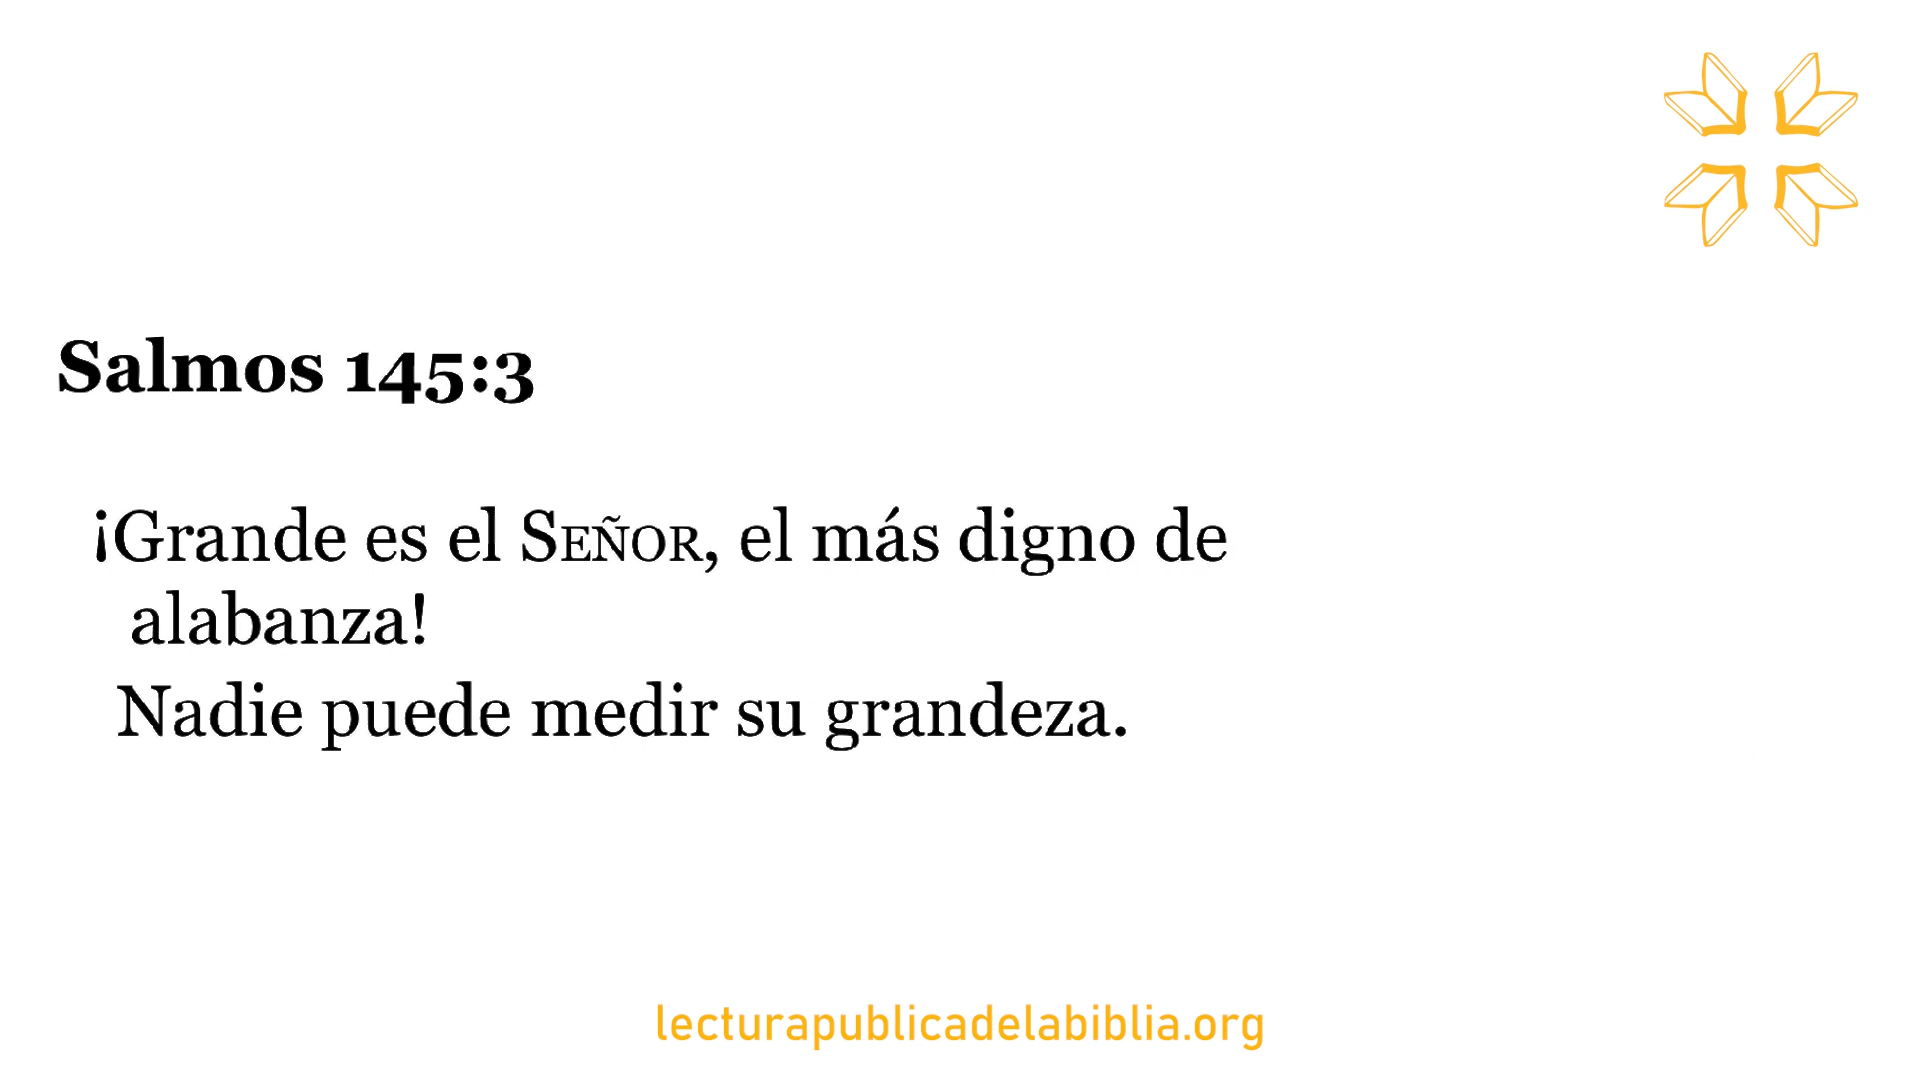 Salmos 145:3
¡Grande es el SEÑOR, el más digno de
alabanza!
Nadie puede medir su grandeza.
lecturapublicadelabiblia.org